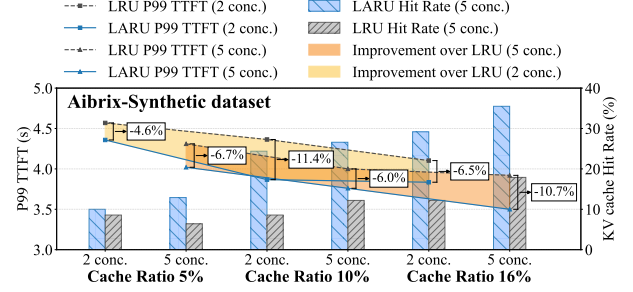 LRU P99 TTFT (2 conc.)
LARU P99 TTFT (2 conc.)
LRU P99 TTFT (5 conc.)
LARU P99 TTFT (5 conc.)
LARU Hit Rate (5 conc.)
LRU Hit Rate (5 conc.)
Improvement over LRU (5 conc.)
Improvement over LRU (2 conc.)
Aibrix-Synthetic dataset
P99 TTFT (s)
5.0
4.5
4.0
3.5
3.0
-4.6%
-6.7%
-11.4%
-6.0%
-6.5%
-10.7%
40
30
20
10
0
KV cache Hit Rate (%)
2 conc. 5 conc. 2 conc. 5 conc. 2 conc. 5 conc.
Cache Ratio 5% Cache Ratio 10% Cache Ratio 16%